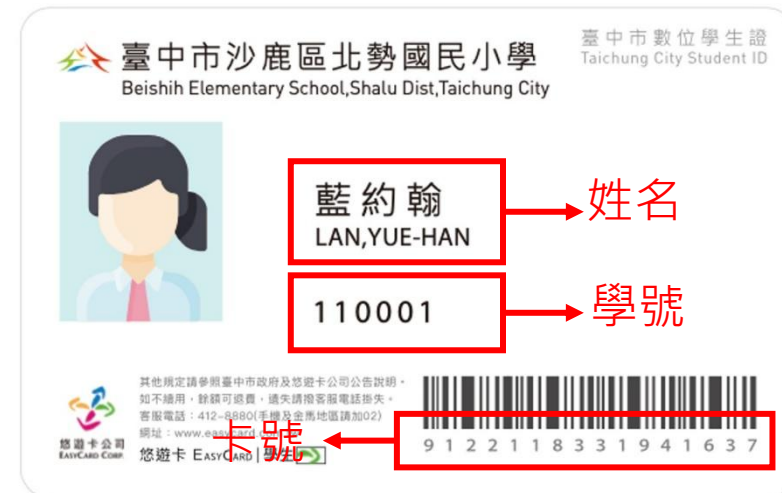 臺中市沙鹿區北勢國民小學
Beishih Elementary School,Shalu Dist,Taichung City
臺中市數位學生證
Taichung City Student ID
藍約翰
LAN,YUE-HAN
姓名
110001
學號
其他規定請參照臺中市政府及悠遊卡公司公告說明。
如不續用,餘額可退費,遺失請撥客服電話掛失。
客服電話:412-8880(手機及金馬地區請加02)
網址:www.easycard.com
卡號
悠遊卡公司
EASYCARD CORP.
悠遊卡 EASYCARD|學生
9122118331941637